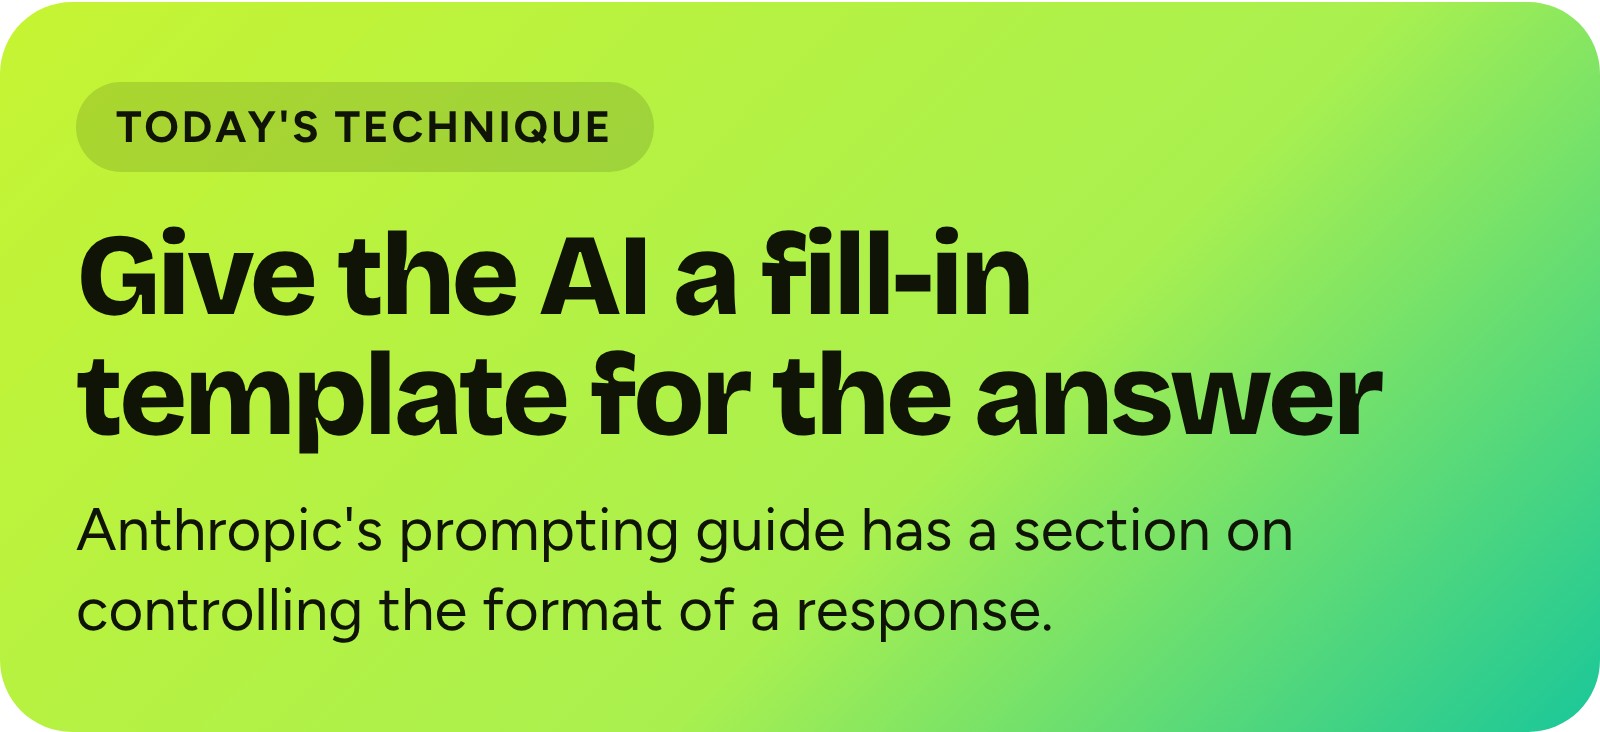 TODAY'S TECHNIQUE
Give the AI a fill-in
template for the answer
Anthropic's prompting guide has a section on
controlling the format of a response.